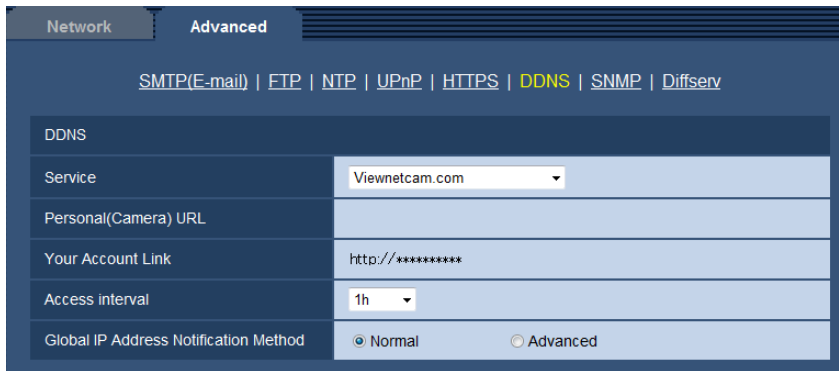 Network Advanced
SMTP(E-mail) | FTP | NTP | UPnP | HTTPS | DDNS | SNMP | Diffserv
DDNS
Service Viewnetcam.com
Personal(Camera) URL
Your Account Link http://**********
Access interval 1h
Global IP Address Notification Method Normal Advanced